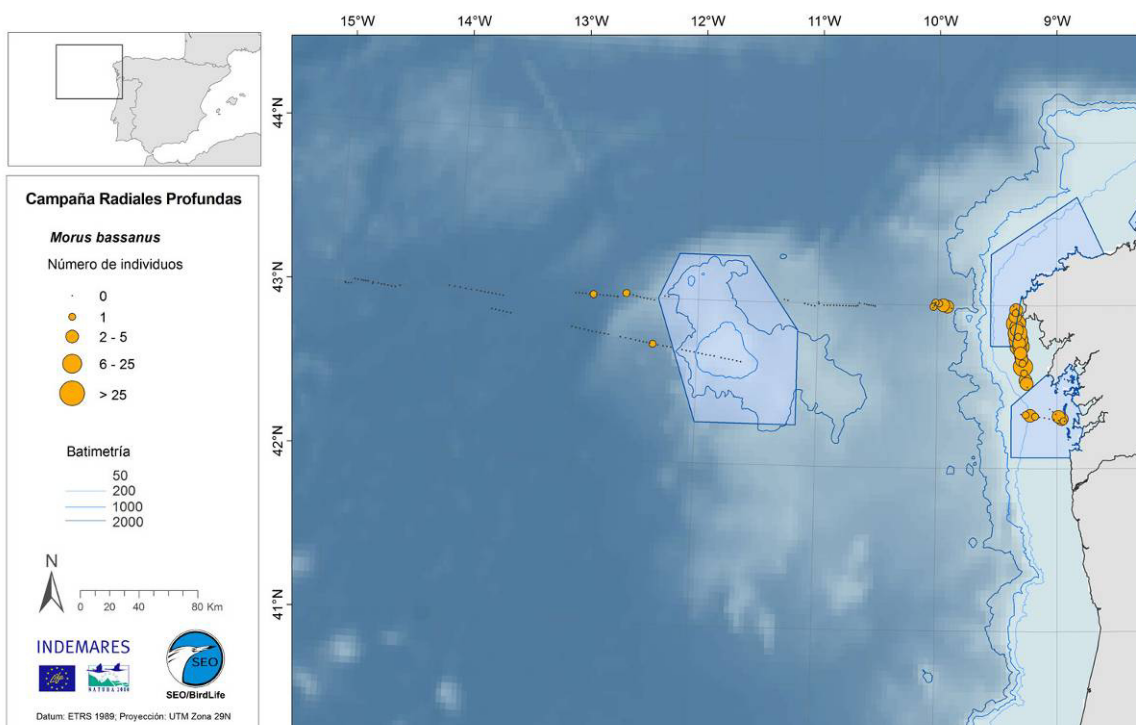 15°W 14°W 13°W 12°W 11°W 10°W 9°W
44°N
43°N
42°N
41°N
Campaña Radiales Profundas
Morus bassanus
Número de individuos
0
1
2 - 5
6 - 25
> 25
Batimetría
50
200
1000
2000
N
0 20 40 80 Km
INDEMARES
NATURA 2000
SEO
SEO/BirdLife
Datum: ETRS 1989; Proyección: UTM Zona 29N